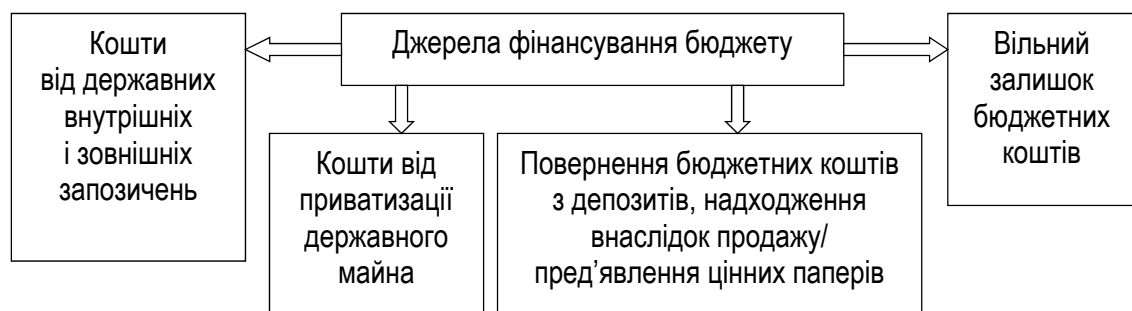 Джерела фінансування бюджету
Кошти
від державних
внутрішніх
і зовнішніх
запозичень
Кошти від
приватизації
державного
майна
Повернення бюджетних коштів
з депозитів, надходження
внаслідок продажу/
пред’явлення цінних паперів
Вільний
залишок
бюджетних
коштів